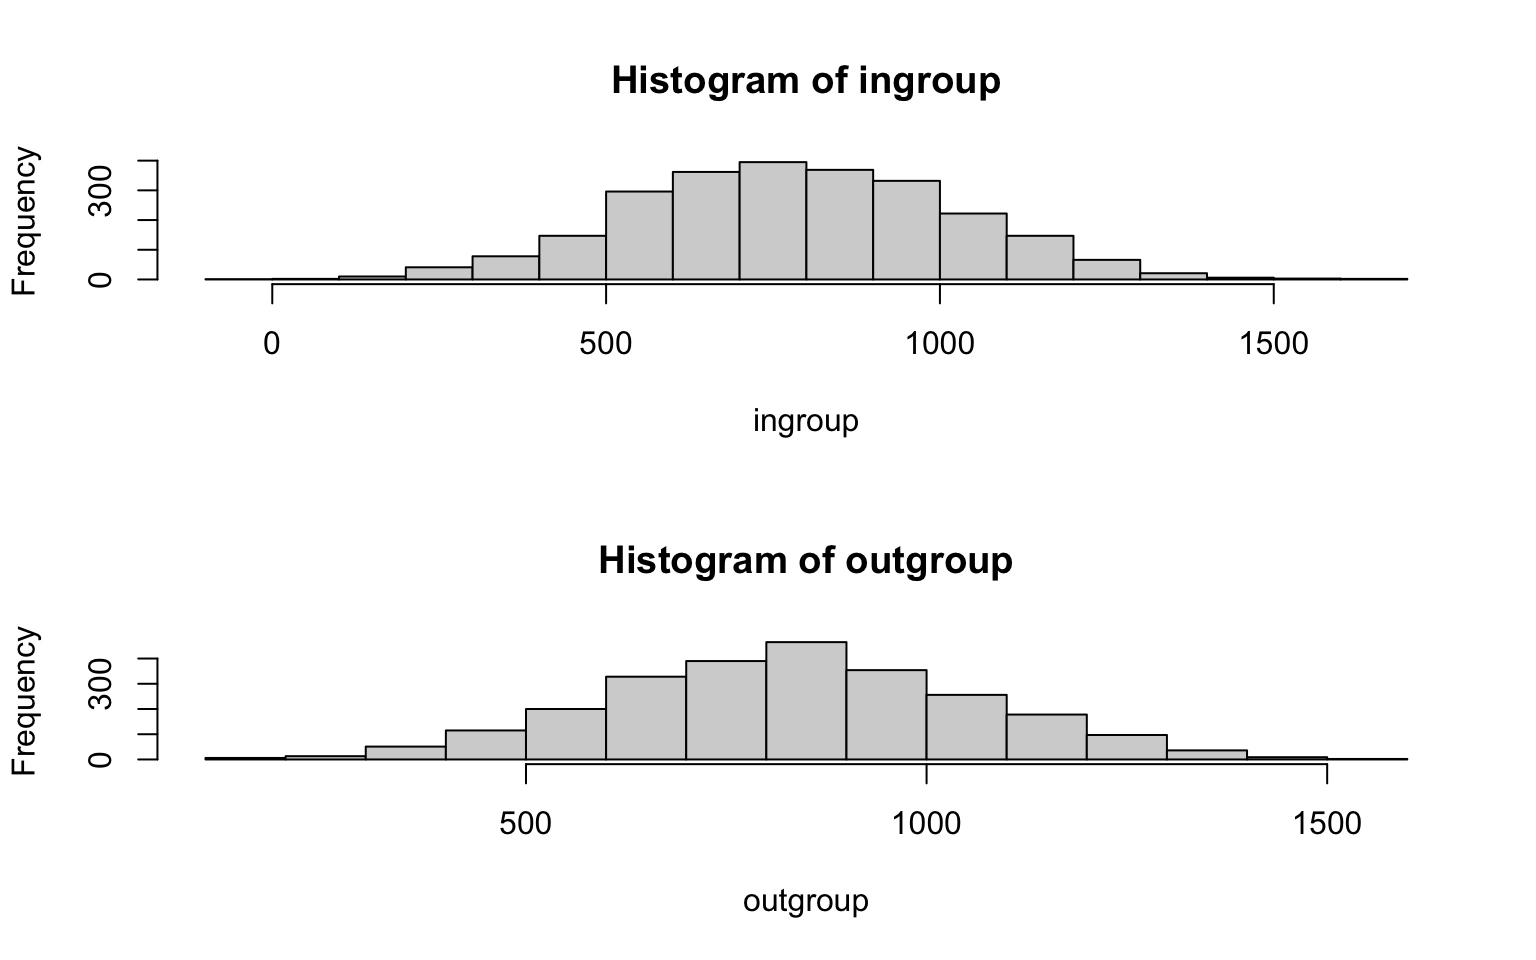 Histogram of ingroup
Frequency
300
0
0 500 1000 1500
ingroup
Histogram of outgroup
Frequency
300
0
500 1000 1500
outgroup